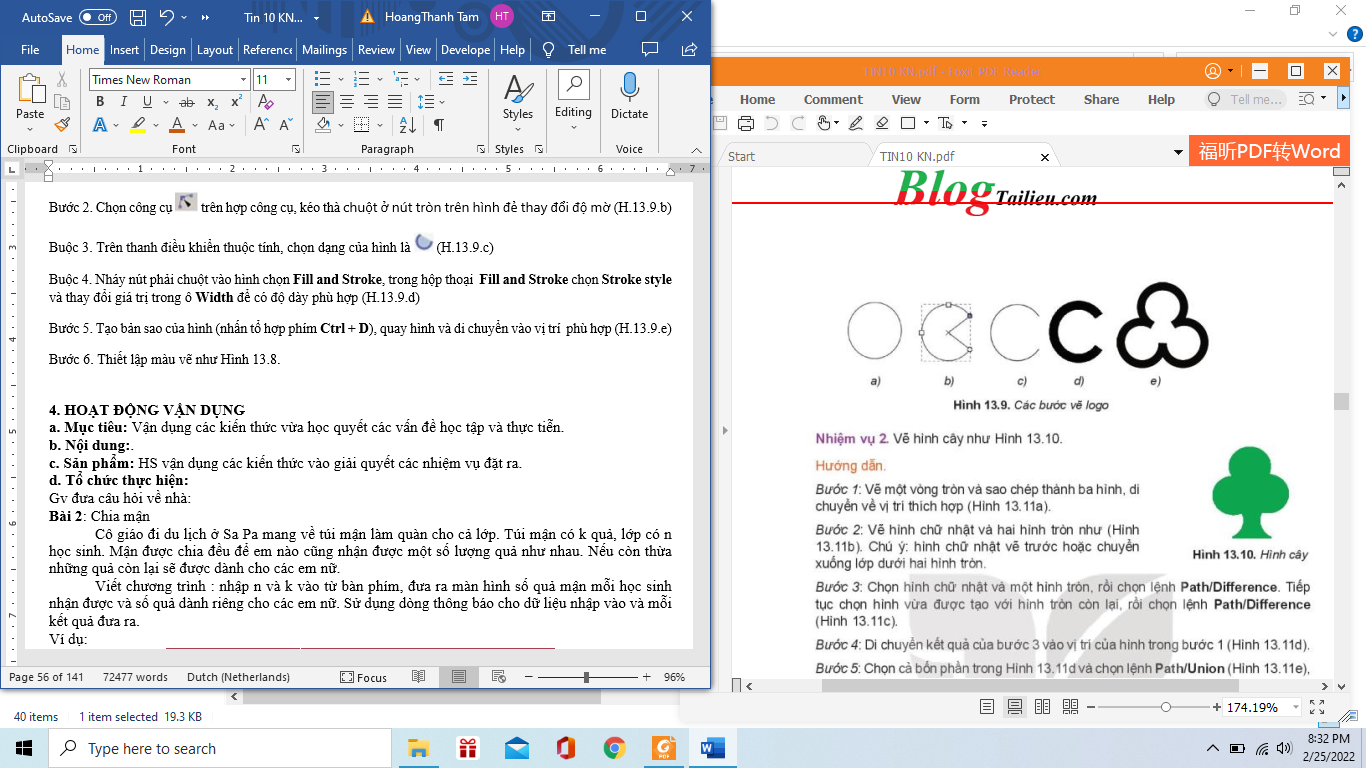 AutoSave Off Tin 10 KN... HoangThanh Tam HT
File Home Insert Design Layout Reference Mailings Review View Develope Help Tell me
Paste Times New Roman 11 Styles Editing Dictate
Clipboard Font Paragraph Styles Voice
Bước 2. Chọn công cụ trên hợp công cụ, kéo thả chuột ở nút tròn trên hình đẻ thay đổi độ mờ (H.13.9.b)
Buộc 3. Trên thanh điều khiển thuộc tính, chọn dạng của hình là (H.13.9.c)
Buộc 4. Nháy nút phải chuột vào hình chọn Fill and Stroke, trong hộp thoại Fill and Stroke chọn Stroke style
và thay đổi giá trị trong ô Width để có độ dày phù hợp (H.13.9.d)
Bước 5. Tạo bản sao của hình (nhấn tổ hợp phím Ctrl + D), quay hình và di chuyển vào vị trí phù hợp (H.13.9.e)
Bước 6. Thiết lập màu vẽ như Hình 13.8.
4. HOẠT ĐỘNG VẬN DỤNG
a. Mục tiêu: Vận dụng các kiến thức vừa học quyết các vấn đề học tập và thực tiễn.
b. Nội dung:.
c. Sản phẩm: HS vận dụng các kiến thức vào giải quyết các nhiệm vụ đặt ra.
d. Tổ chức thực hiện:
Gv đưa câu hỏi về nhà:
Bài 2: Chia mận
Cô giáo đi du lịch ở Sa Pa mang về túi mận làm quàn cho cả lớp. Túi mận có k quả, lớp có n
học sinh. Mận được chia đều để em nào cũng nhận được một số lượng quả như nhau. Nếu còn thừa
những quả còn lại sẽ được dành cho các em nữ.
Viết chương trình : nhập n và k vào từ bàn phím, đưa ra màn hình số quả mận mỗi học sinh
nhận được và số quả dành riêng cho các em nữ. Sử dụng dòng thông báo cho dữ liệu nhập vào và mỗi
kết quả đưa ra.
Ví dụ:
Page 56 of 141 72477 words Dutch (Netherlands) Focus 96%
40 items 1 item selected 19.3 KB
TIN10 KN.pdf - Foxit PDF Reader
Home Comment View Form Protect Share Help Tell me...
Start TIN10 KN.pdf 福昕PDF转Word
BlogTailieu.com
a) b) c) d) e)
Hình 13.9. Các bước vẽ logo
Nhiệm vụ 2. Vẽ hình cây như Hình 13.10.
Hướng dẫn.
Bước 1: Vẽ một vòng tròn và sao chép thành ba hình, di
chuyển về vị trí thích hợp (Hình 13.11a).
Bước 2: Vẽ hình chữ nhật và hai hình tròn như (Hình
13.11b). Chú ý: hình chữ nhật vẽ trước hoặc chuyển
xuống lớp dưới hai hình tròn.
Hình 13.10. Hình cây
Bước 3: Chọn hình chữ nhật và một hình tròn, rồi chọn lệnh Path/Difference. Tiếp
tục chọn hình vừa được tạo với hình tròn còn lại, rồi chọn lệnh Path/Difference
(Hình 13.11c).
Bước 4: Di chuyển kết quả của bước 3 vào vị trí của hình trong bước 1 (Hình 13.11d).
Bước 5: Chọn cả bốn phần trong Hình 13.11d và chọn lệnh Path/Union (Hình 13.11e),
174.19%
Type here to search
8:32 PM
2/25/2022